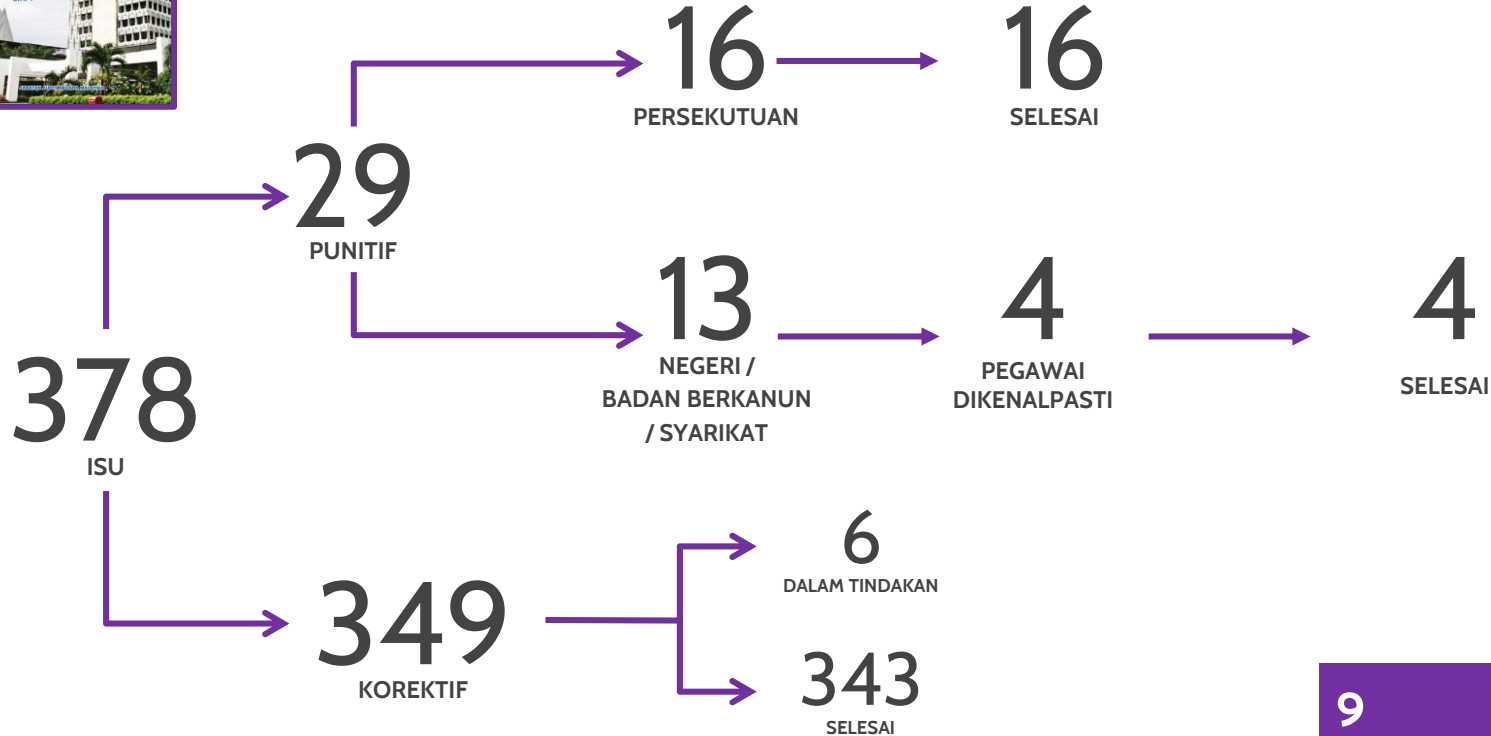 378
ISU
29
PUNITIF
16
PERSEKUTUAN
16
SELESAI
13
NEGERI /
BADAN BERKANUN
/ SYARIKAT
4
PEGAWAI
DIKENALPASTI
4
SELESAI
349
KOREKTIF
6
DALAM TINDAKAN
343
SELESAI
9